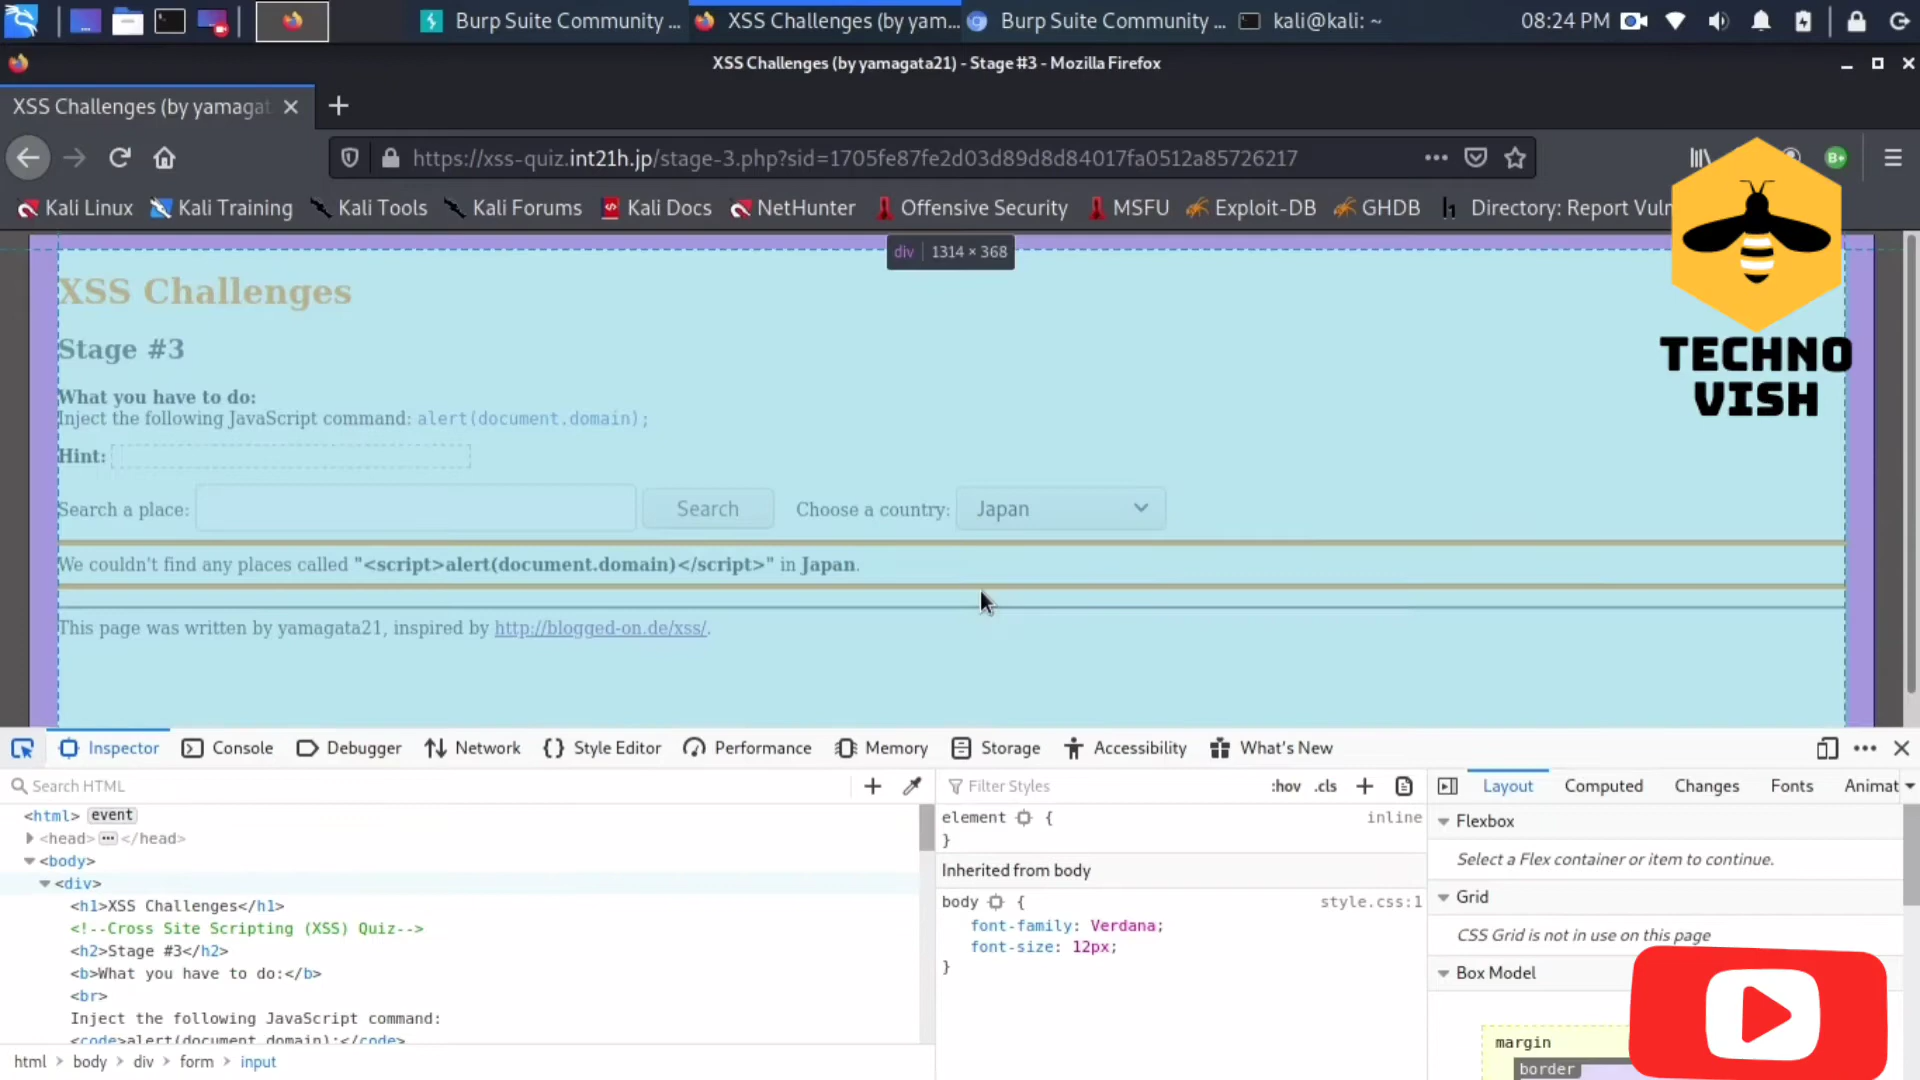 Burp Suite Community ...
XSS Challenges (by yam...
Burp Suite Community ...
kali@kali: ~
08:24 PM
XSS Challenges (by yamagata21) - Stage #3 - Mozilla Firefox
XSS Challenges (by yamagat
https://xss-quiz.int21h.jp/stage-3.php?sid=1705fe87fe2d03d89d8d84017fa0512a85726217
B+
Kali Linux
Kali Training
Kali Tools
Kali Forums
Kali Docs
NetHunter
Offensive Security
MSFU
Exploit-DB
GHDB
Directory: Report Vuln
div 1314 × 368
XSS Challenges
Stage #3
What you have to do:
Inject the following JavaScript command: alert(document.domain);
Hint:
Search a place:
Search
Choose a country:
Japan
We couldn't find any places called "<script>alert(document.domain)</script>" in Japan.
This page was written by yamagata21, inspired by http://blogged-on.de/xss/.
TECHNO
VISH
Inspector
Console
Debugger
Network
Style Editor
Performance
Memory
Storage
Accessibility
What's New
Search HTML
<html> event
<head> ••• </head>
<body>
<div>
<h1>XSS Challenges</h1>
<!--Cross Site Scripting (XSS) Quiz-->
<h2>Stage #3</h2>
<b>What you have to do:</b>
<br>
Inject the following JavaScript command:
<code>alert(document.domain);</code>
html > body > div > form > input
Filter Styles
:hov .cls
element { inline
}
Inherited from body
body { style.css:1
font-family: Verdana;
font-size: 12px;
}
Layout
Computed
Changes
Fonts
Animat
Flexbox
Select a Flex container or item to continue.
Grid
CSS Grid is not in use on this page
Box Model
margin
border